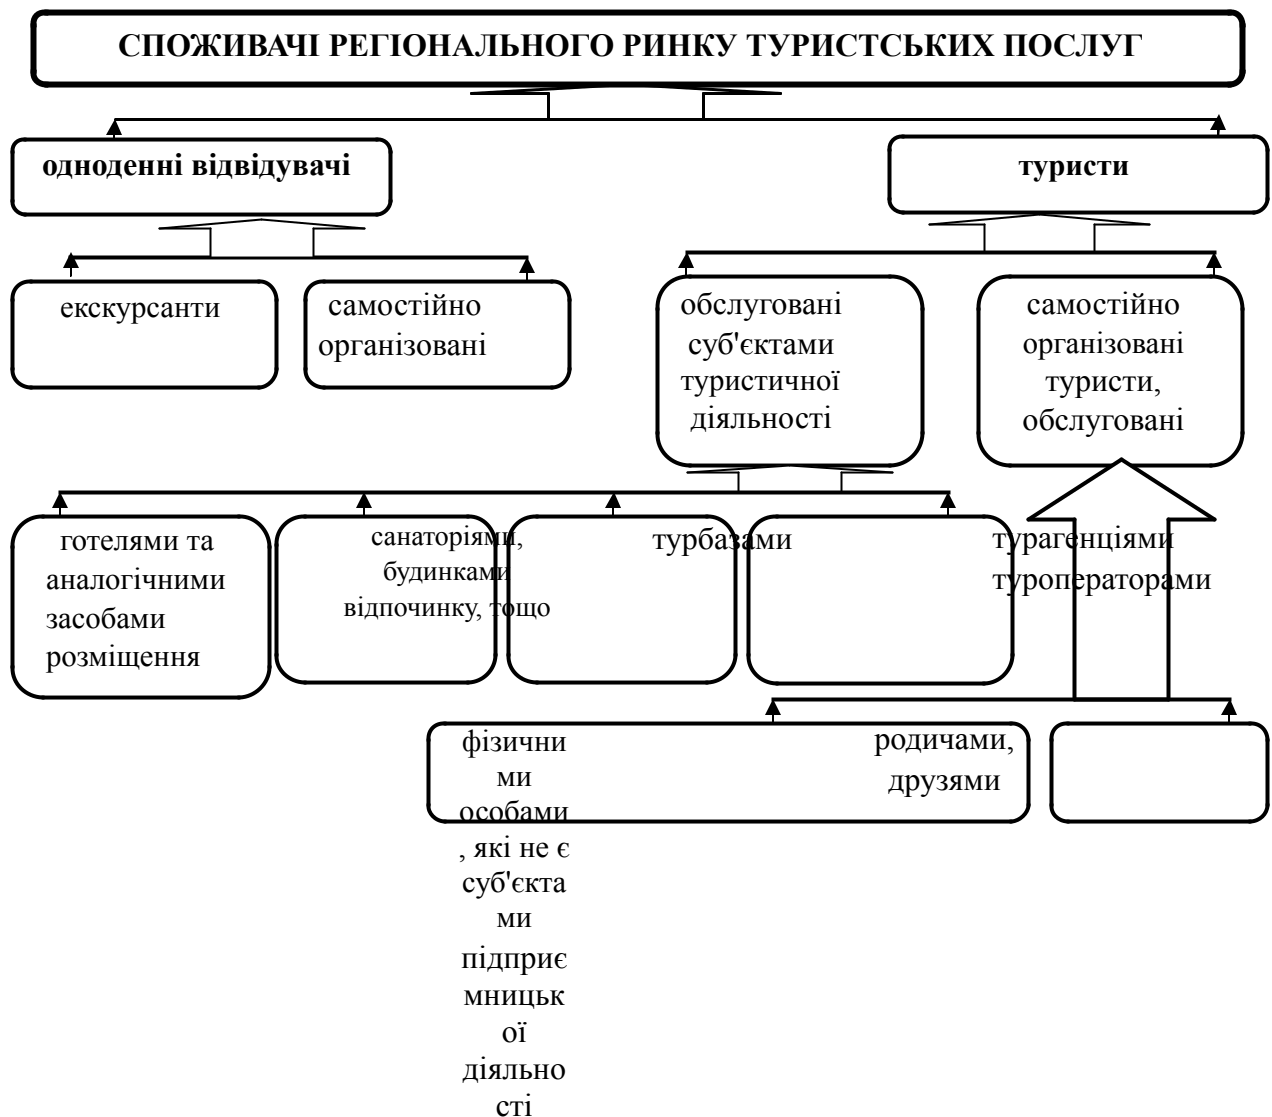 СПОЖИВАЧІ РЕГІОНАЛЬНОГО РИНКУ ТУРИСТСЬКИХ ПОСЛУГ
одноденні відвідувачі
туристи
екскурсанти
самостійно
організовані
обслуговані
суб'єктами
туристичної
діяльності
самостійно
організовані
туристи,
обслуговані
готелями та
аналогічними
засобами
розміщення
санаторіями,
будинками
відпочинку, тощо
турбазами
турагенціями
туроператорами
фізични
ми
особами
, які не є
суб'єкта
ми
підприє
мницьк
ої
діяльно
сті
родичами,
друзями